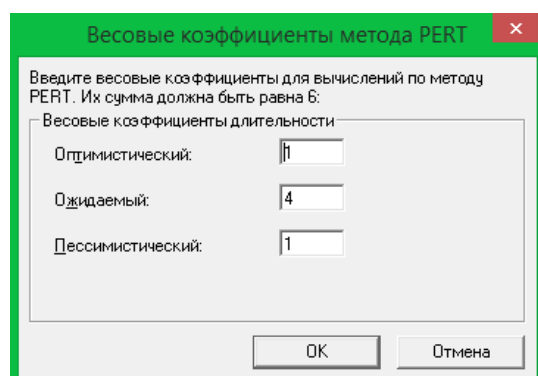 Весовые коэффициенты метода PERT
Введите весовые коэффициенты для вычислений по методу
PERT. Их сумма должна быть равна 6:
Весовые коэффициенты длительности
Оптимистический: 1
Ожидаемый: 4
Пессимистический: 1
OK Отмена